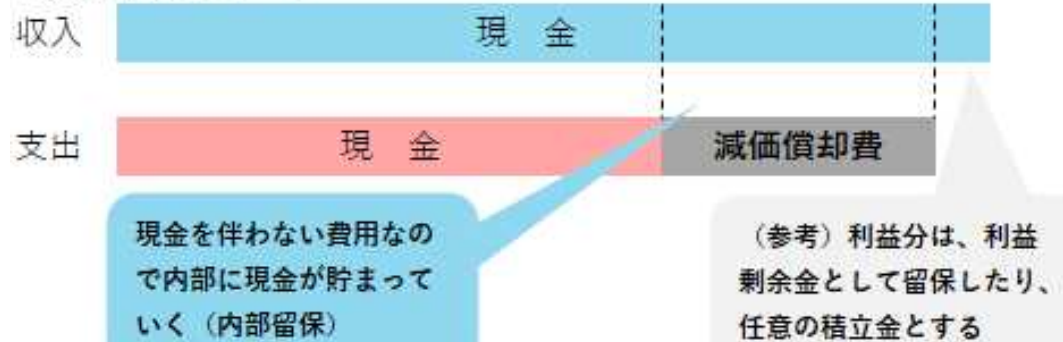 収入 現 金
支出 現 金 減価償却費
現金を伴わない費用なの
で内部に現金が貯まって
いく（内部留保）
（参考）利益分は、利益
剰余金として留保したり、
任意の積立金とする